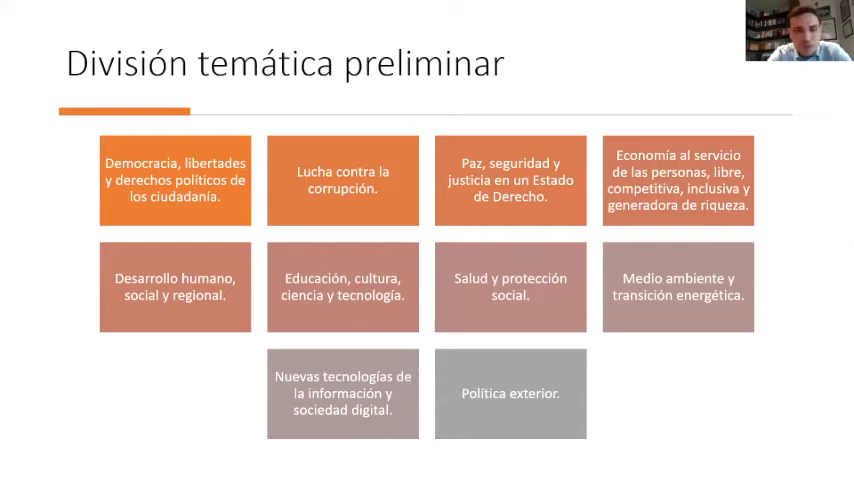 División temática preliminar
Democracia, libertades
y derechos políticos de
los ciudadanía.
Lucha contra la
corrupción.
Paz, seguridad y
justicia en un Estado
de Derecho.
Economía al servicio
de las personas, libre,
competitiva, inclusiva y
generadora de riqueza.
Desarrollo humano,
social y regional.
Educación, cultura,
ciencia y tecnología.
Salud y protección
social.
Medio ambiente y
transición energética.
Nuevas tecnologías de
la información y
sociedad digital.
Política exterior.